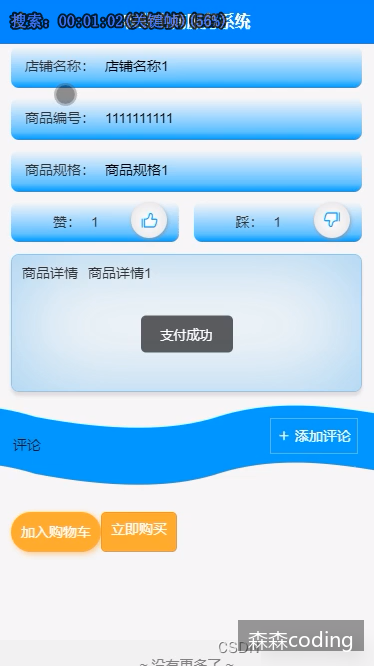 搜索：00:01:02(关键帧)(56%)系统
店铺名称： 店铺名称1
商品编号： 1111111111
商品规格： 商品规格1
赞： 1 踩： 1
商品详情 商品详情1
支付成功
评论 + 添加评论
加入购物车 立即购买
CSDN
森森coding
~ 没有更多了 ~